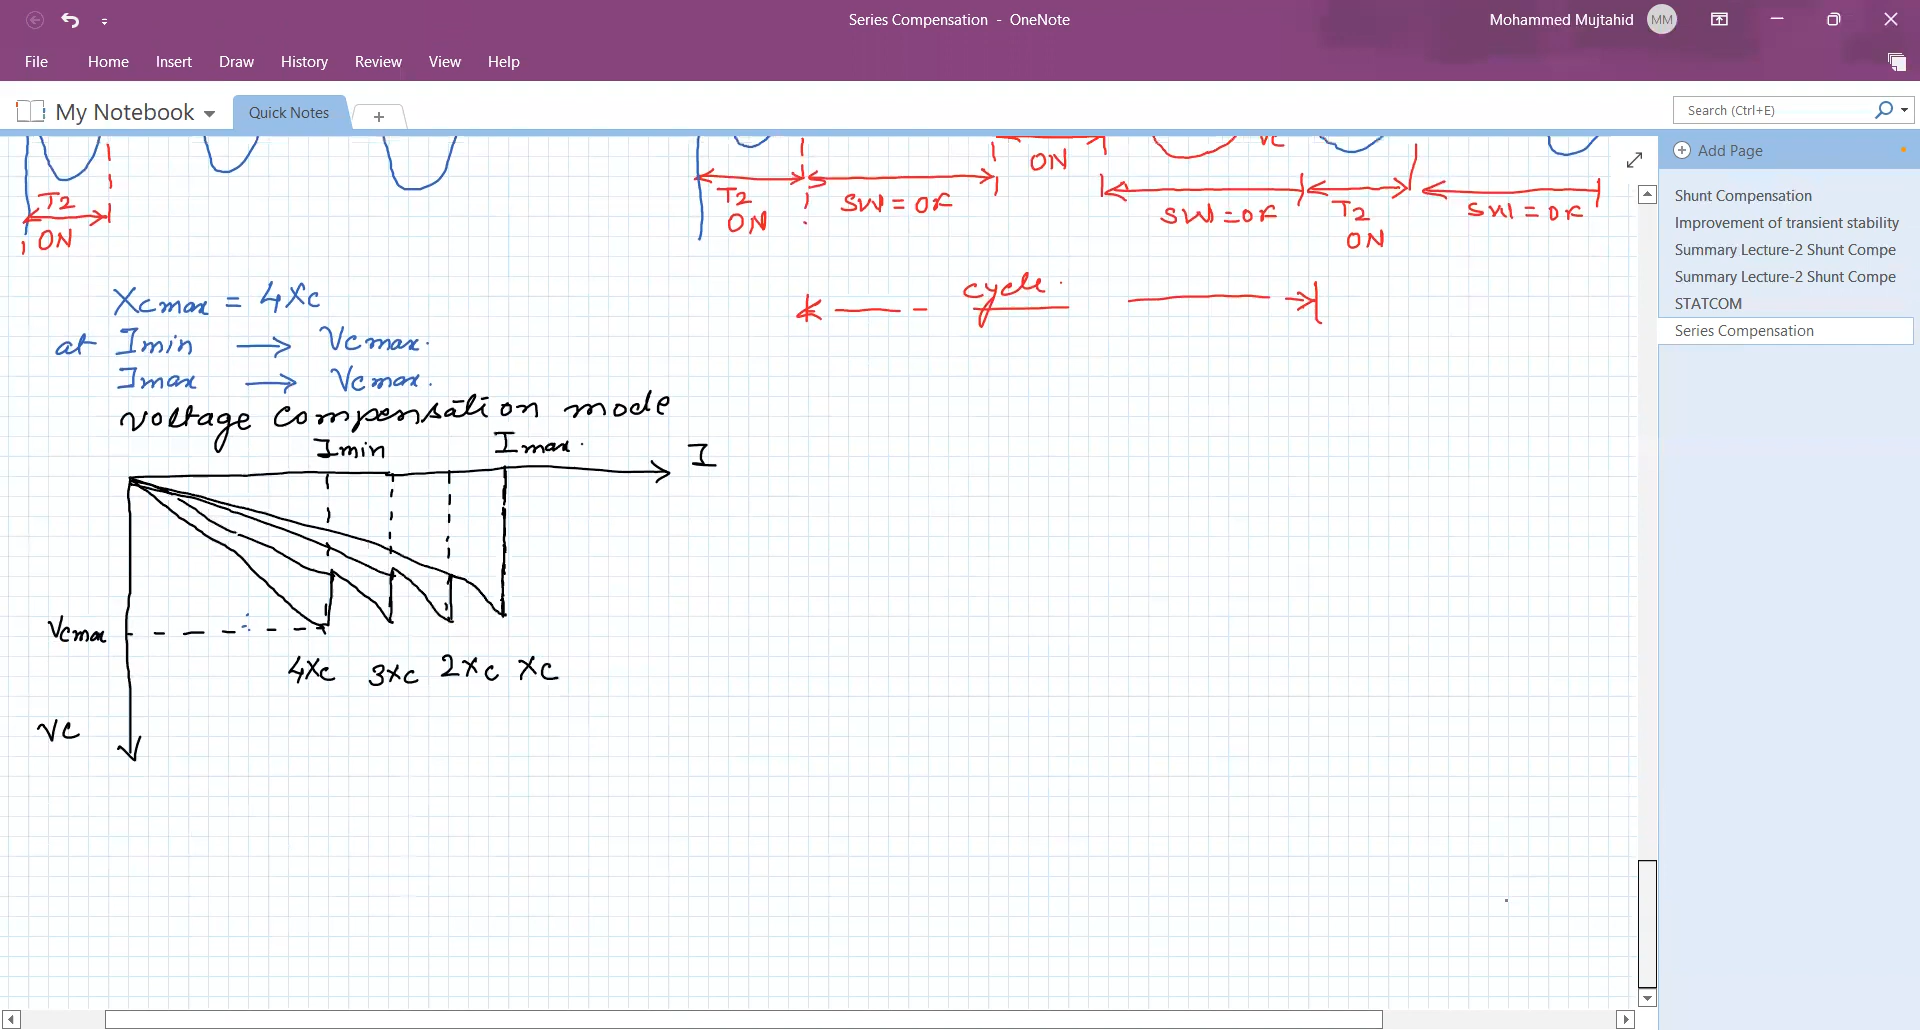 Series Compensation - OneNote
Mohammed Mujtahid
MM
File Home Insert Draw History Review View Help
My Notebook
Quick Notes
+
Search (Ctrl+E)
Add Page
Shunt Compensation
Improvement of transient stability
Summary Lecture-2 Shunt Compe
Summary Lecture-2 Shunt Compe
STATCOM
Series Compensation
T2
ON
T2
ON
SW = OF
ON
VC
SW = OF
T2
ON
SW = OF
cycle
Xcmax = 4Xc
at Imin → Vcmax.
Imax → Vcmax.
Voltage compensation mode
Imin Imax. I
Vcmax
4Xc 3Xc 2Xc Xc
VC